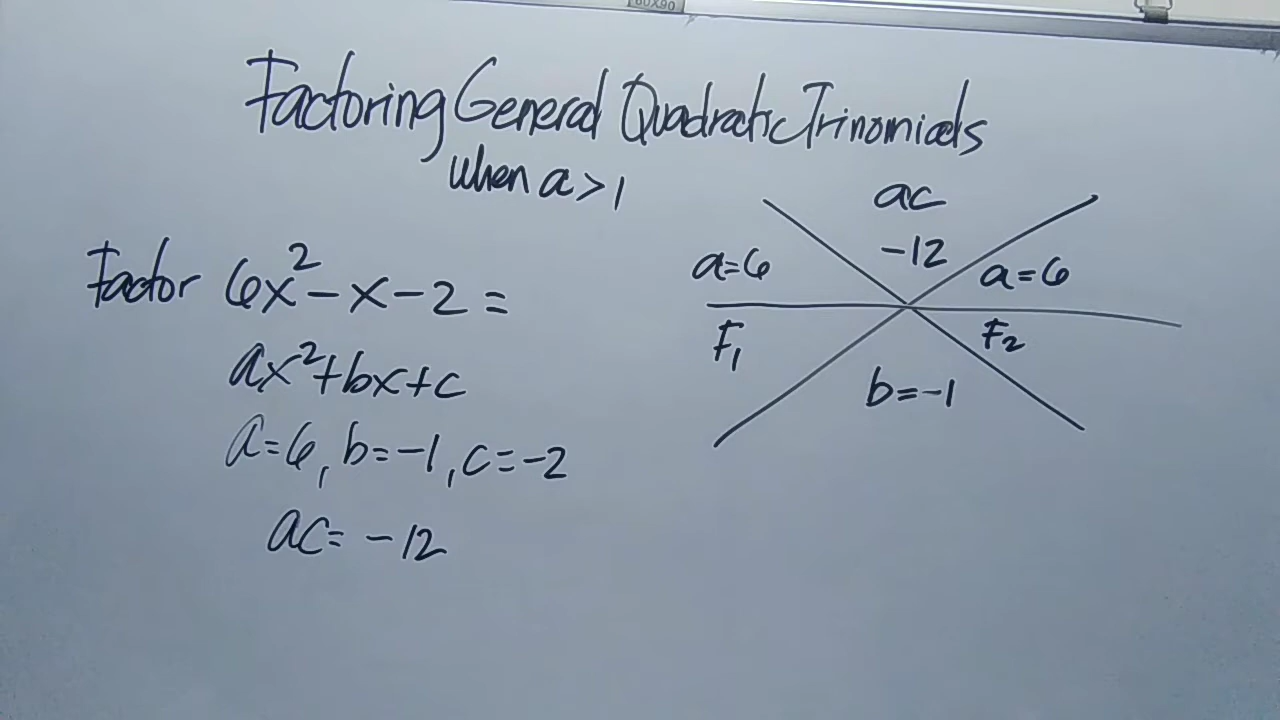 60X90
Factoring General Quadratic Trinomials
when a > 1
Factor 6x² - x - 2 =
ax² + bx + c
a = 6, b = -1, c = -2
ac = -12
ac
-12
a = 6
a = 6
F₁
F₂
b = -1